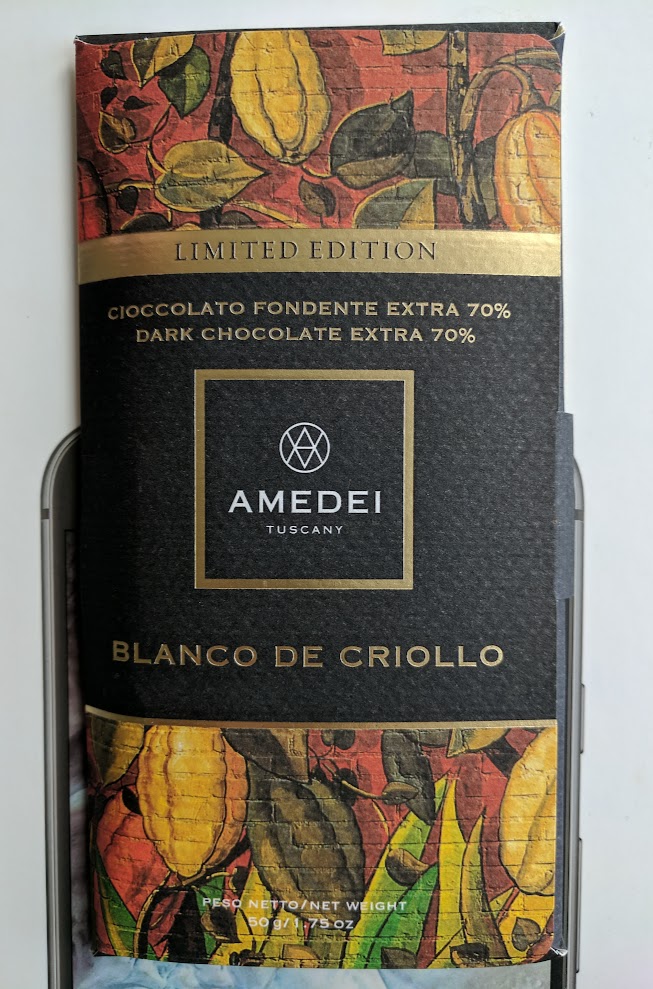 LIMITED EDITION
CIOCCOLATO FONDENTE EXTRA 70%
DARK CHOCOLATE EXTRA 70%
AMEDEI
TUSCANY
BLANCO DE CRIOLLO
PESO NETTO/NET WEIGHT
50 g/1.75 oz